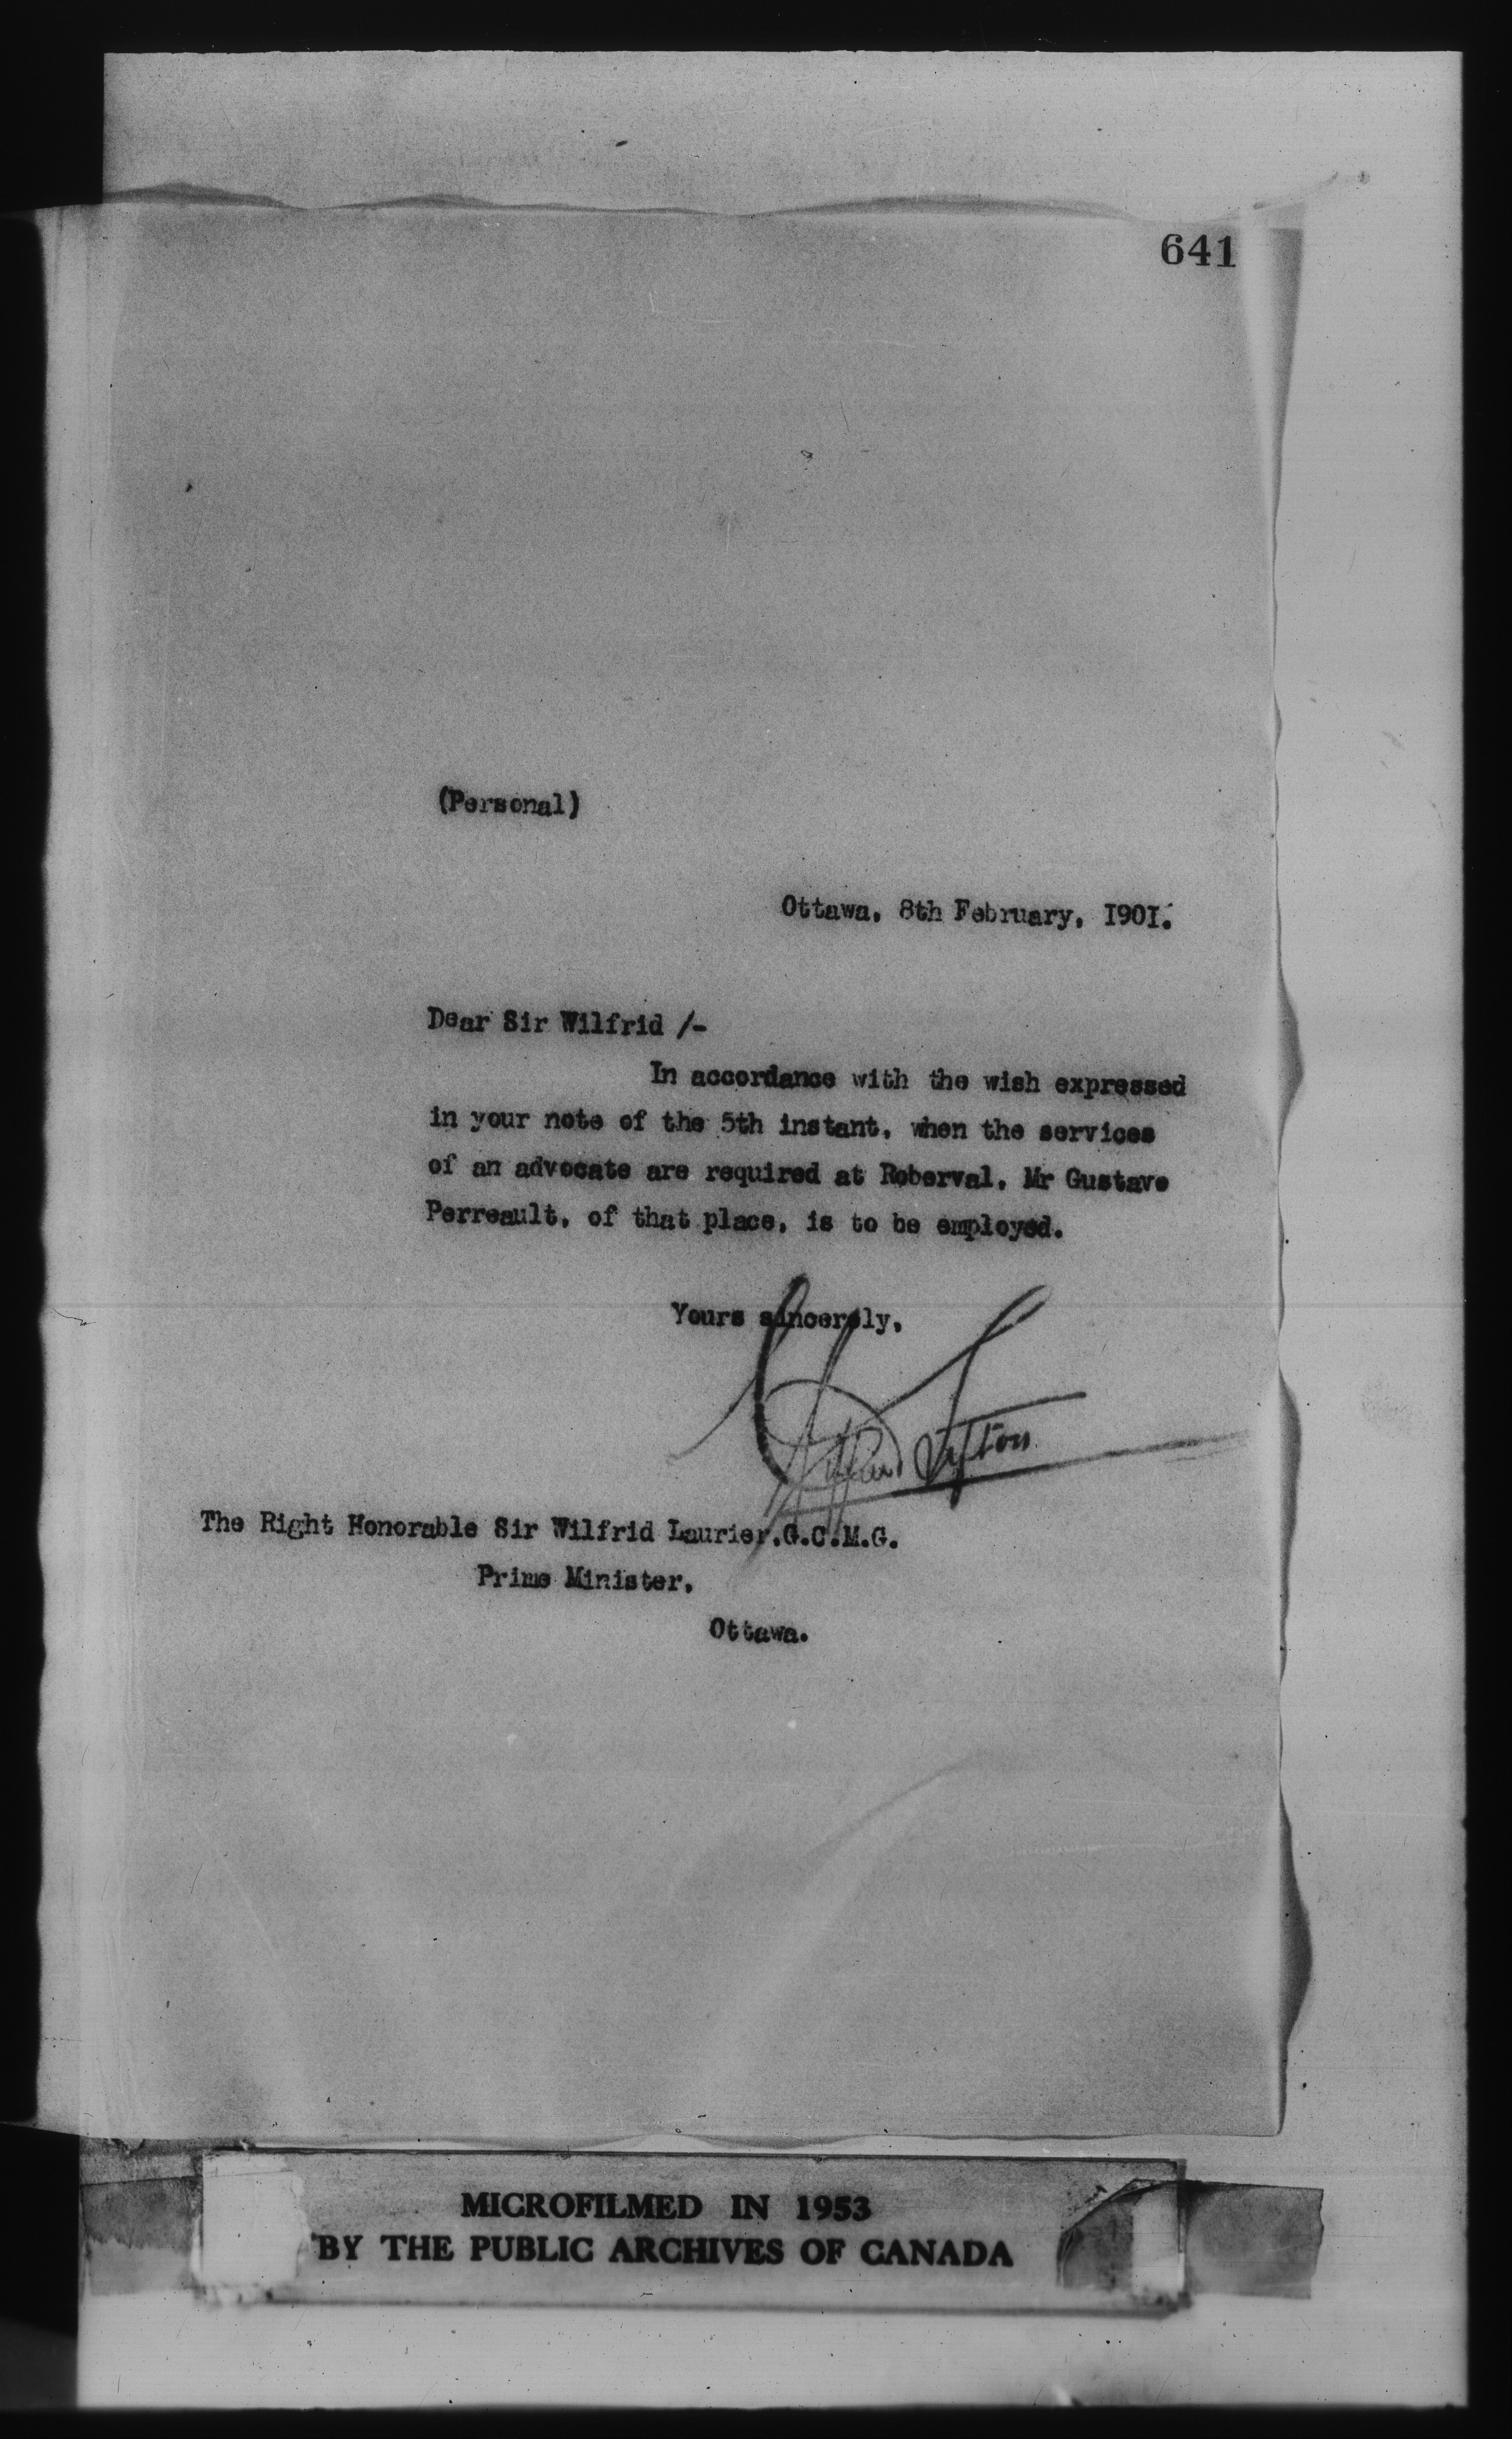 641
(Personal)
Ottawa, 8th February, I90I.
Dear Sir Wilfrid /-
In accordance with the wish expressed
in your note of the 5th instant, when the services
of an advocate are required at Roberval, Mr Gustave
Perreault, of that place, is to be employed.
Yours sincerely,
Clifford Sifton
The Right Honorable Sir Wilfrid Laurier.G.C.M.G.
Prime Minister,
Ottawa.
MICROFILMED IN 1953
BY THE PUBLIC ARCHIVES OF CANADA